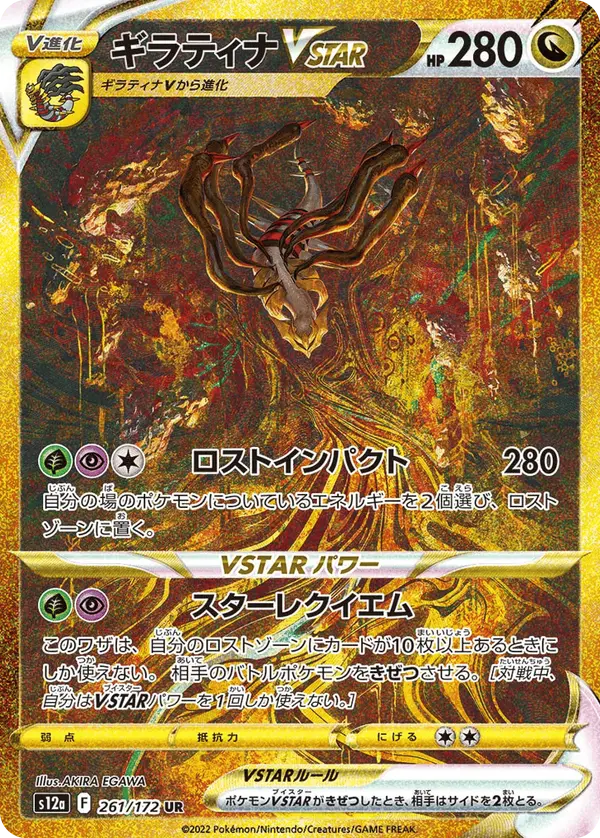 V進化
ギラティナVSTAR
HP 280
ギラティナVから進化
ロストインパクト 280
自分の場のポケモンについているエネルギーを2個選び、ロスト
ゾーンに置く。
VSTARパワー
スターレクイエム
このワザは、自分のロストゾーンにカードが10枚以上あるときに
しか使えない。相手のバトルポケモンをきぜつさせる。[対戦中、
自分はVSTARパワーを1回しか使えない。]
弱点 抵抗力 にげる
Illus. AKIRA EGAWA
s12a F 261/172 UR
VSTARルール
ポケモンVSTARがきぜつしたとき、相手はサイドを2枚とる。
©2022 Pokémon/Nintendo/Creatures/GAME FREAK.